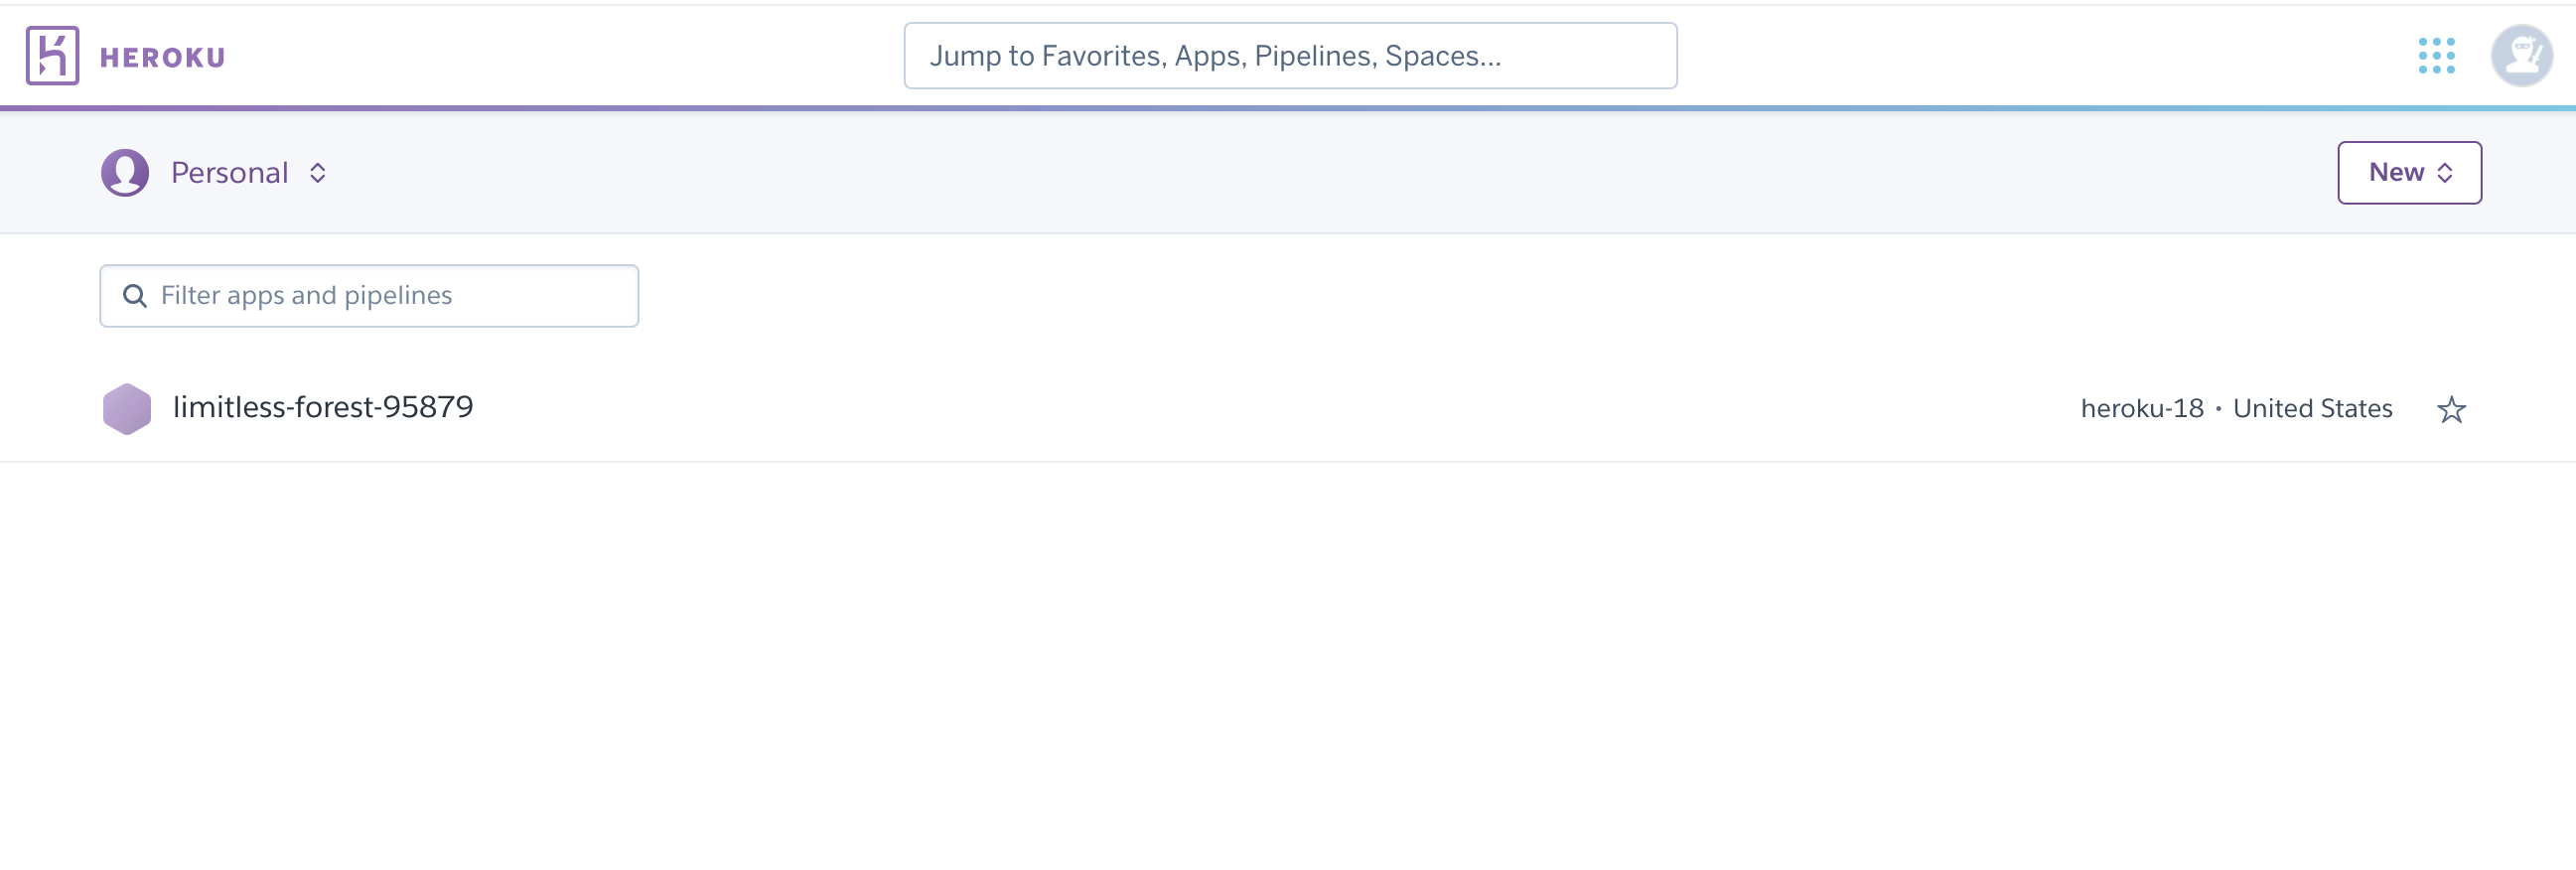 HEROKU
Jump to Favorites, Apps, Pipelines, Spaces...
Personal
New
Filter apps and pipelines
limitless-forest-95879
heroku-18 • United States